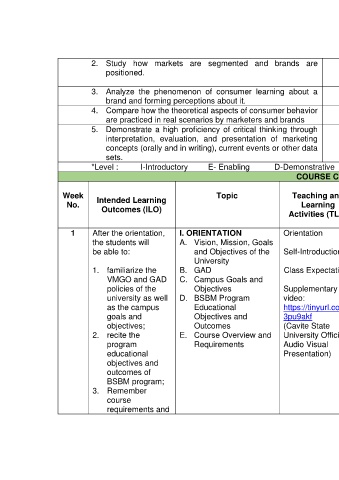 2. Study how markets are segmented and brands are
positioned.
3. Analyze the phenomenon of consumer learning about a
brand and forming perceptions about it.
4. Compare how the theoretical aspects of consumer behavior
are practiced in real scenarios by marketers and brands
5. Demonstrate a high proficiency of critical thinking through
interpretation, evaluation, and presentation of marketing
concepts (orally and in writing), current events or other data
sets.
*Level : I-Introductory E- Enabling D-Demonstrative
COURSE C
Week
No.
Intended Learning
Outcomes (ILO)
Topic
Teaching an
Learning
Activities (TL
1
After the orientation,
the students will
be able to:
1. familiarize the
VMGO and GAD
policies of the
university as well
as the campus
goals and
objectives;
2. recite the
program
educational
objectives and
outcomes of
BSBM program;
3. Remember
course
requirements and
I. ORIENTATION
A. Vision, Mission, Goals
and Objectives of the
University
B. GAD
C. Campus Goals and
Objectives
D. BSBM Program
Educational
Objectives and
Outcomes
E. Course Overview and
Requirements
Orientation
Self-Introduction
Class Expectati
Supplementary
video:
https://tinyurl.co
3pu9akf
(Cavite State
University Offici
Audio Visual
Presentation)